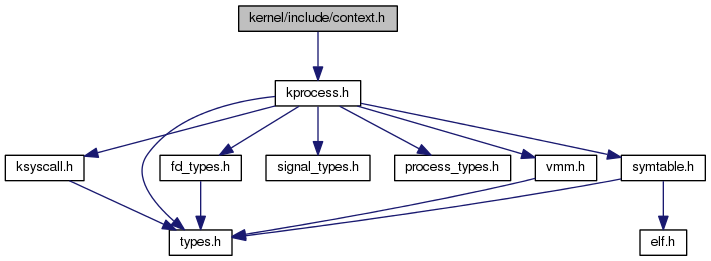 kernel/include/context.h
kprocess.h
ksyscall.h
fd_types.h
signal_types.h
process_types.h
vmm.h
symtable.h
types.h
elf.h